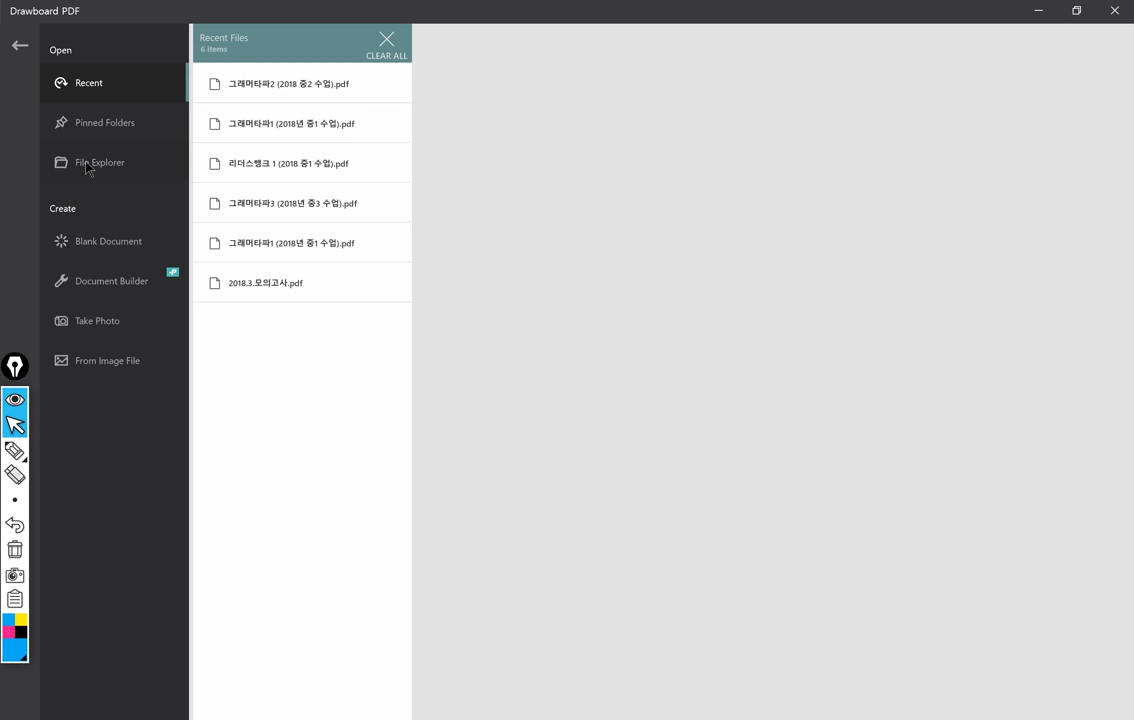 Drawboard PDF
Open
Recent
Pinned Folders
File Explorer
Create
Blank Document
Document Builder
Take Photo
From Image File
Recent Files
6 items
CLEAR ALL
그래머타파2 (2018 중2 수업).pdf
그래머타파1 (2018년 중1 수업).pdf
리더스뱅크 1 (2018 중1 수업).pdf
그래머타파3 (2018년 중3 수업).pdf
그래머타파1 (2018년 중1 수업).pdf
2018.3.모의고사.pdf